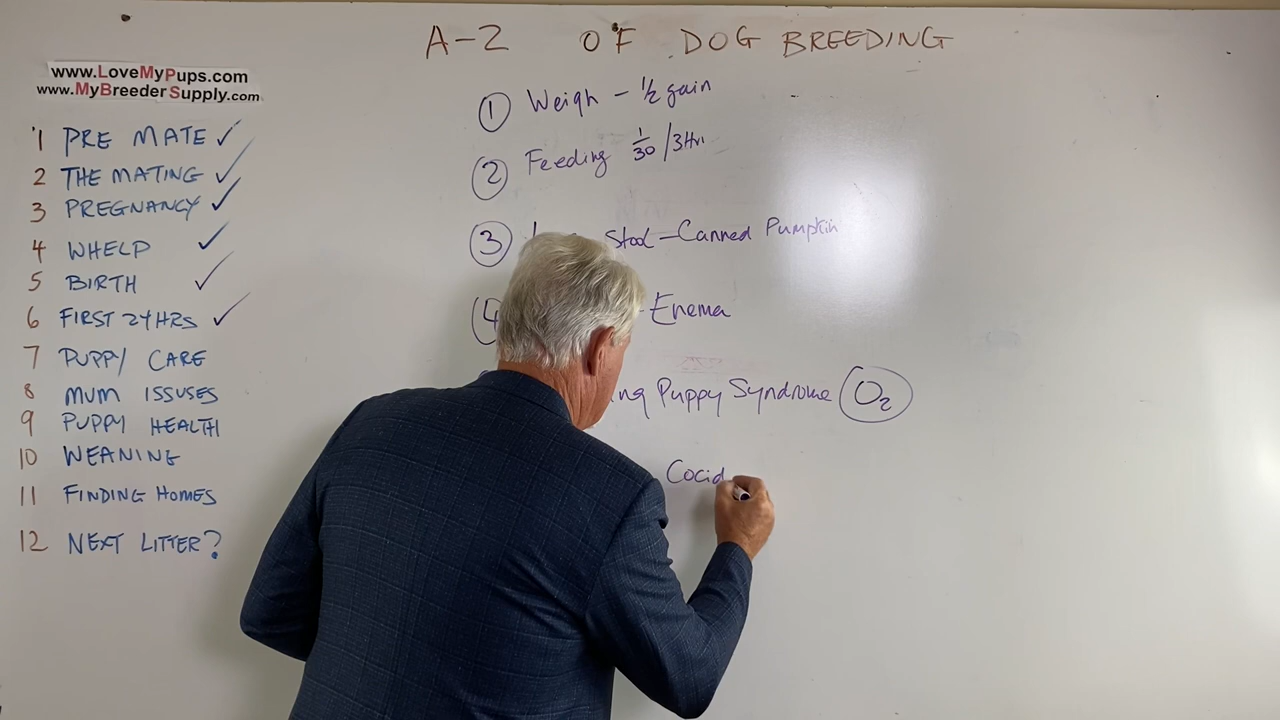 A-Z OF DOG BREEDING
www.LoveMyPups.com
www.MyBreederSupply.com
1 PRE MATE ✓
2 THE MATING ✓
3 PREGNANCY ✓
4 WHELP ✓
5 BIRTH ✓
6 FIRST 24HRS ✓
7 PUPPY CARE
8 MUM ISSUSES
9 PUPPY HEALTH
10 WEANING
11 FINDING HOMES
12 NEXT LITTER?
1 Weigh - 1/2 gain
2 Feeding 1/30 /3Hr
3 Stool - Canned Pumpkin
4 - Enema
ing Puppy Syndrome O2
Cocid